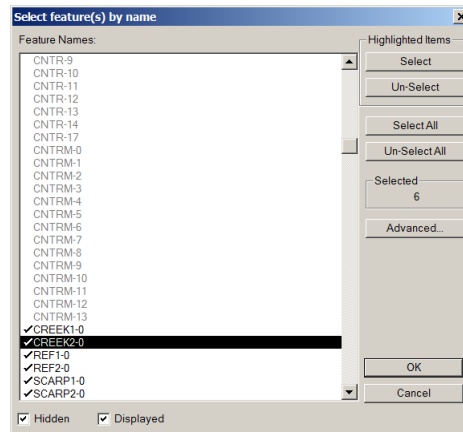 Select feature(s) by name
Feature Names:
CNTR-9
CNTR-10
CNTR-11
CNTR-12
CNTR-13
CNTR-14
CNTR-17
CNTRM-0
CNTRM-1
CNTRM-2
CNTRM-3
CNTRM-4
CNTRM-5
CNTRM-6
CNTRM-7
CNTRM-8
CNTRM-9
CNTRM-10
CNTRM-11
CNTRM-12
CNTRM-13
CREEK1-0
CREEK2-0
REF1-0
REF2-0
SCARP1-0
SCARP2-0
Hidden
Displayed
Highlighted Items
Select
Un-Select
Select All
Un-Select All
Selected
6
Advanced...
OK
Cancel